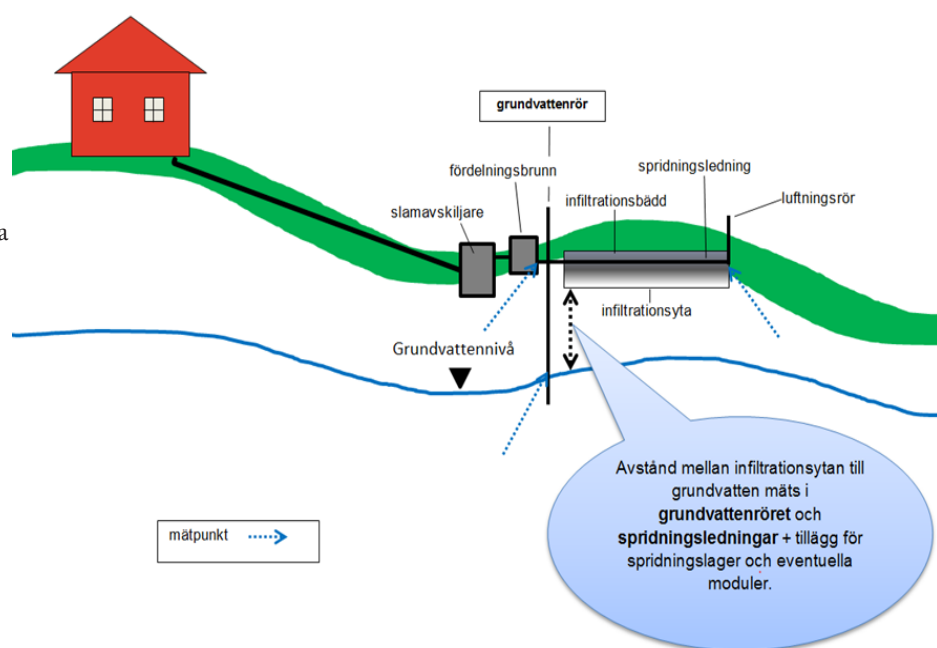 grundvattenrör
fördelningsbrunn
spridningsledning
slamavskiljare
infiltrationsbädd
luftningsrör
a
infiltrationsyta
Grundvattennivå
Avstånd mellan infiltrationsytan till
grundvatten mäts i
grundvattenröret och
spridningsledningar + tillägg för
spridningslager och eventuella
moduler.
mätpunkt